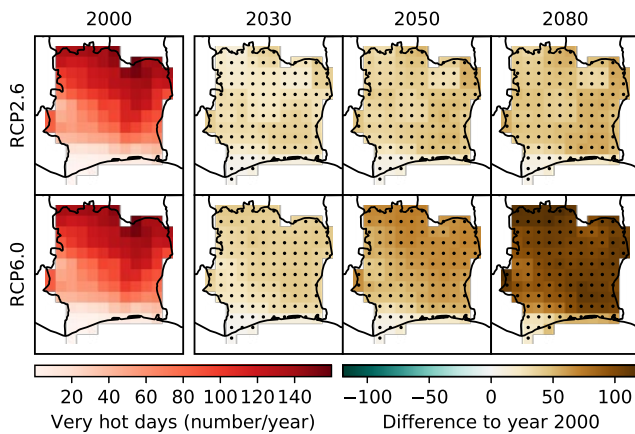 2000 2030 2050 2080
RCP2.6
RCP6.0
20 40 60 80 100 120 140
Very hot days (number/year)
−100 −50 0 50 100
Difference to year 2000